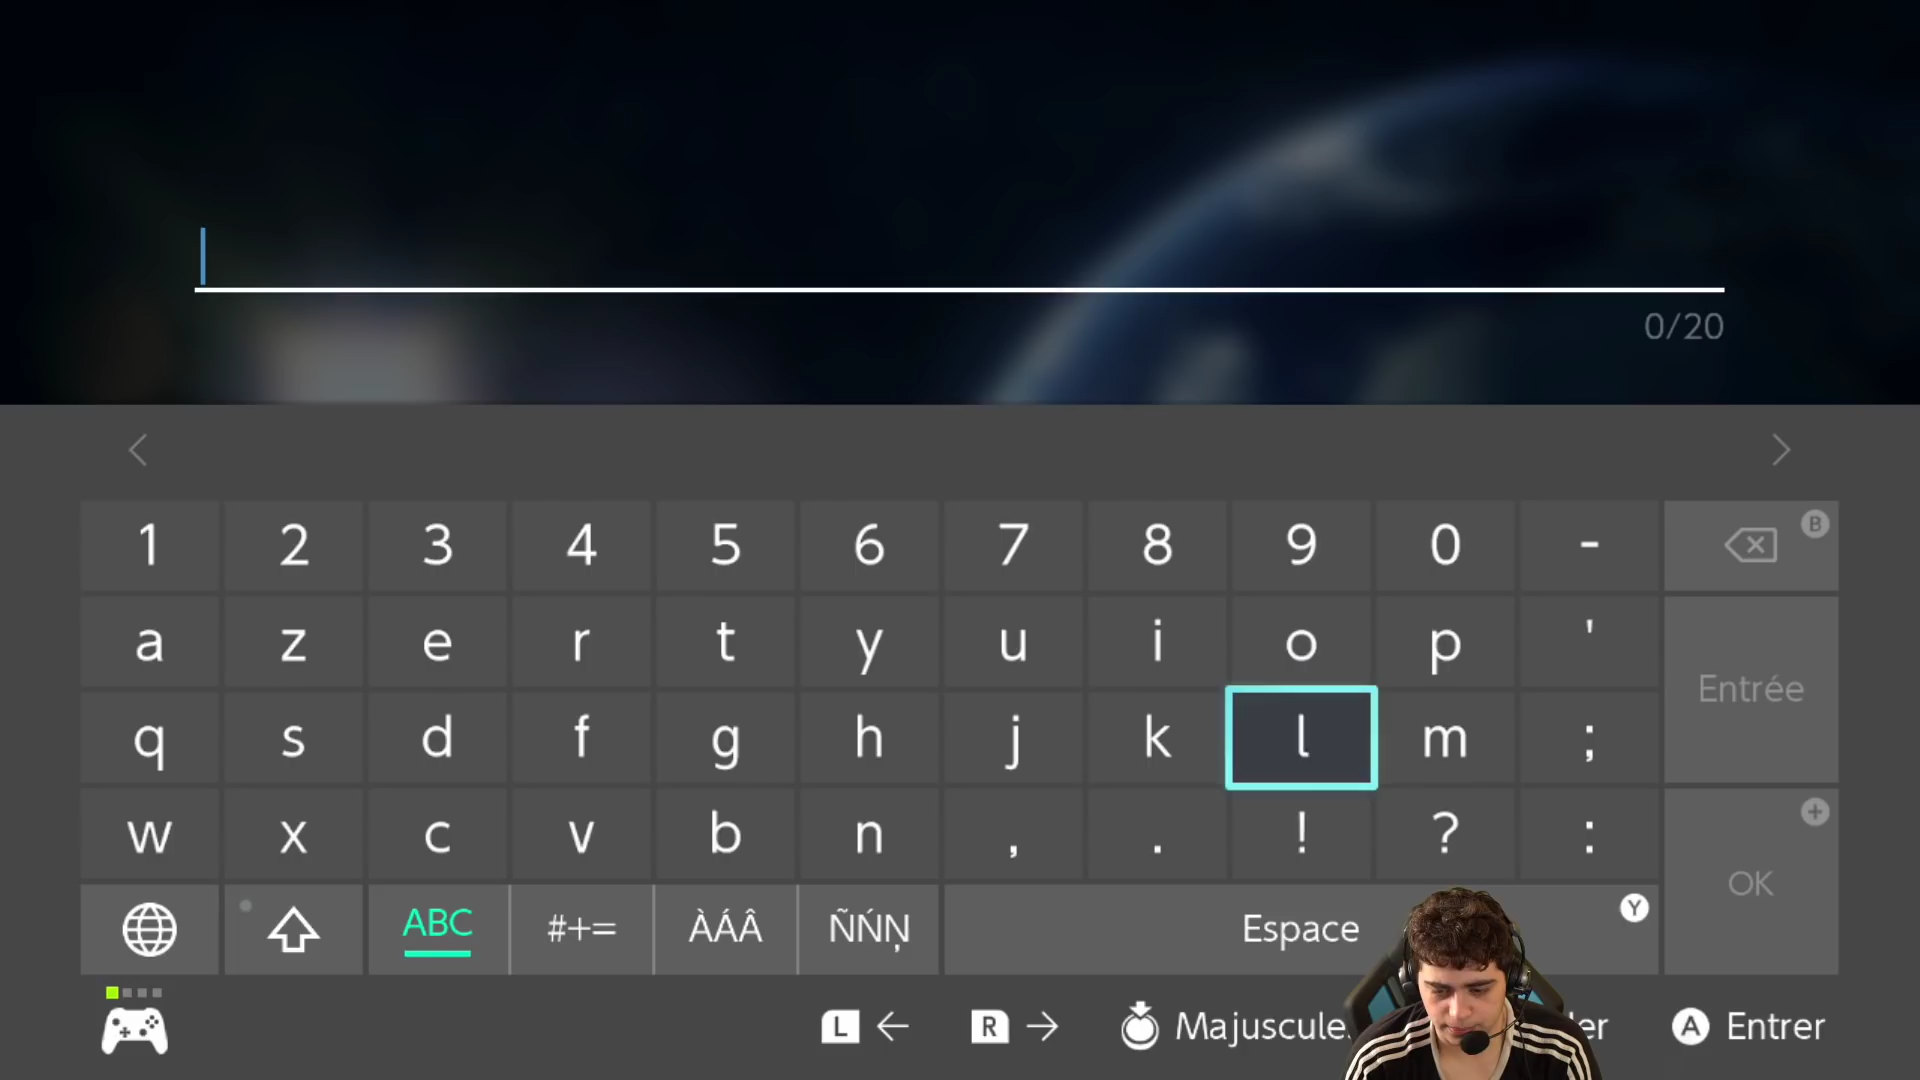 0/20
1 2 3 4 5 6 7 8 9 0 - B
a z e r t y u i o p '
Entrée
q s d f g h j k l m ;
w x c v b n , . ! ? : +
OK
ABC #+= ÀÁÂ ÑŃŅ Espace Y
L ← R → Majuscule A Entrer